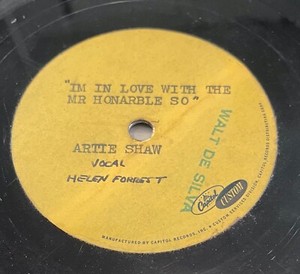 "IM IN LOVE WITH THE
MR HONARBLE SO"
ARTIE SHAW
VOCAL
HELEN FORREST
WALT DE SILVA
Capitol
CUSTOM
MANUFACTURED BY CAPITOL RECORDS, INC.